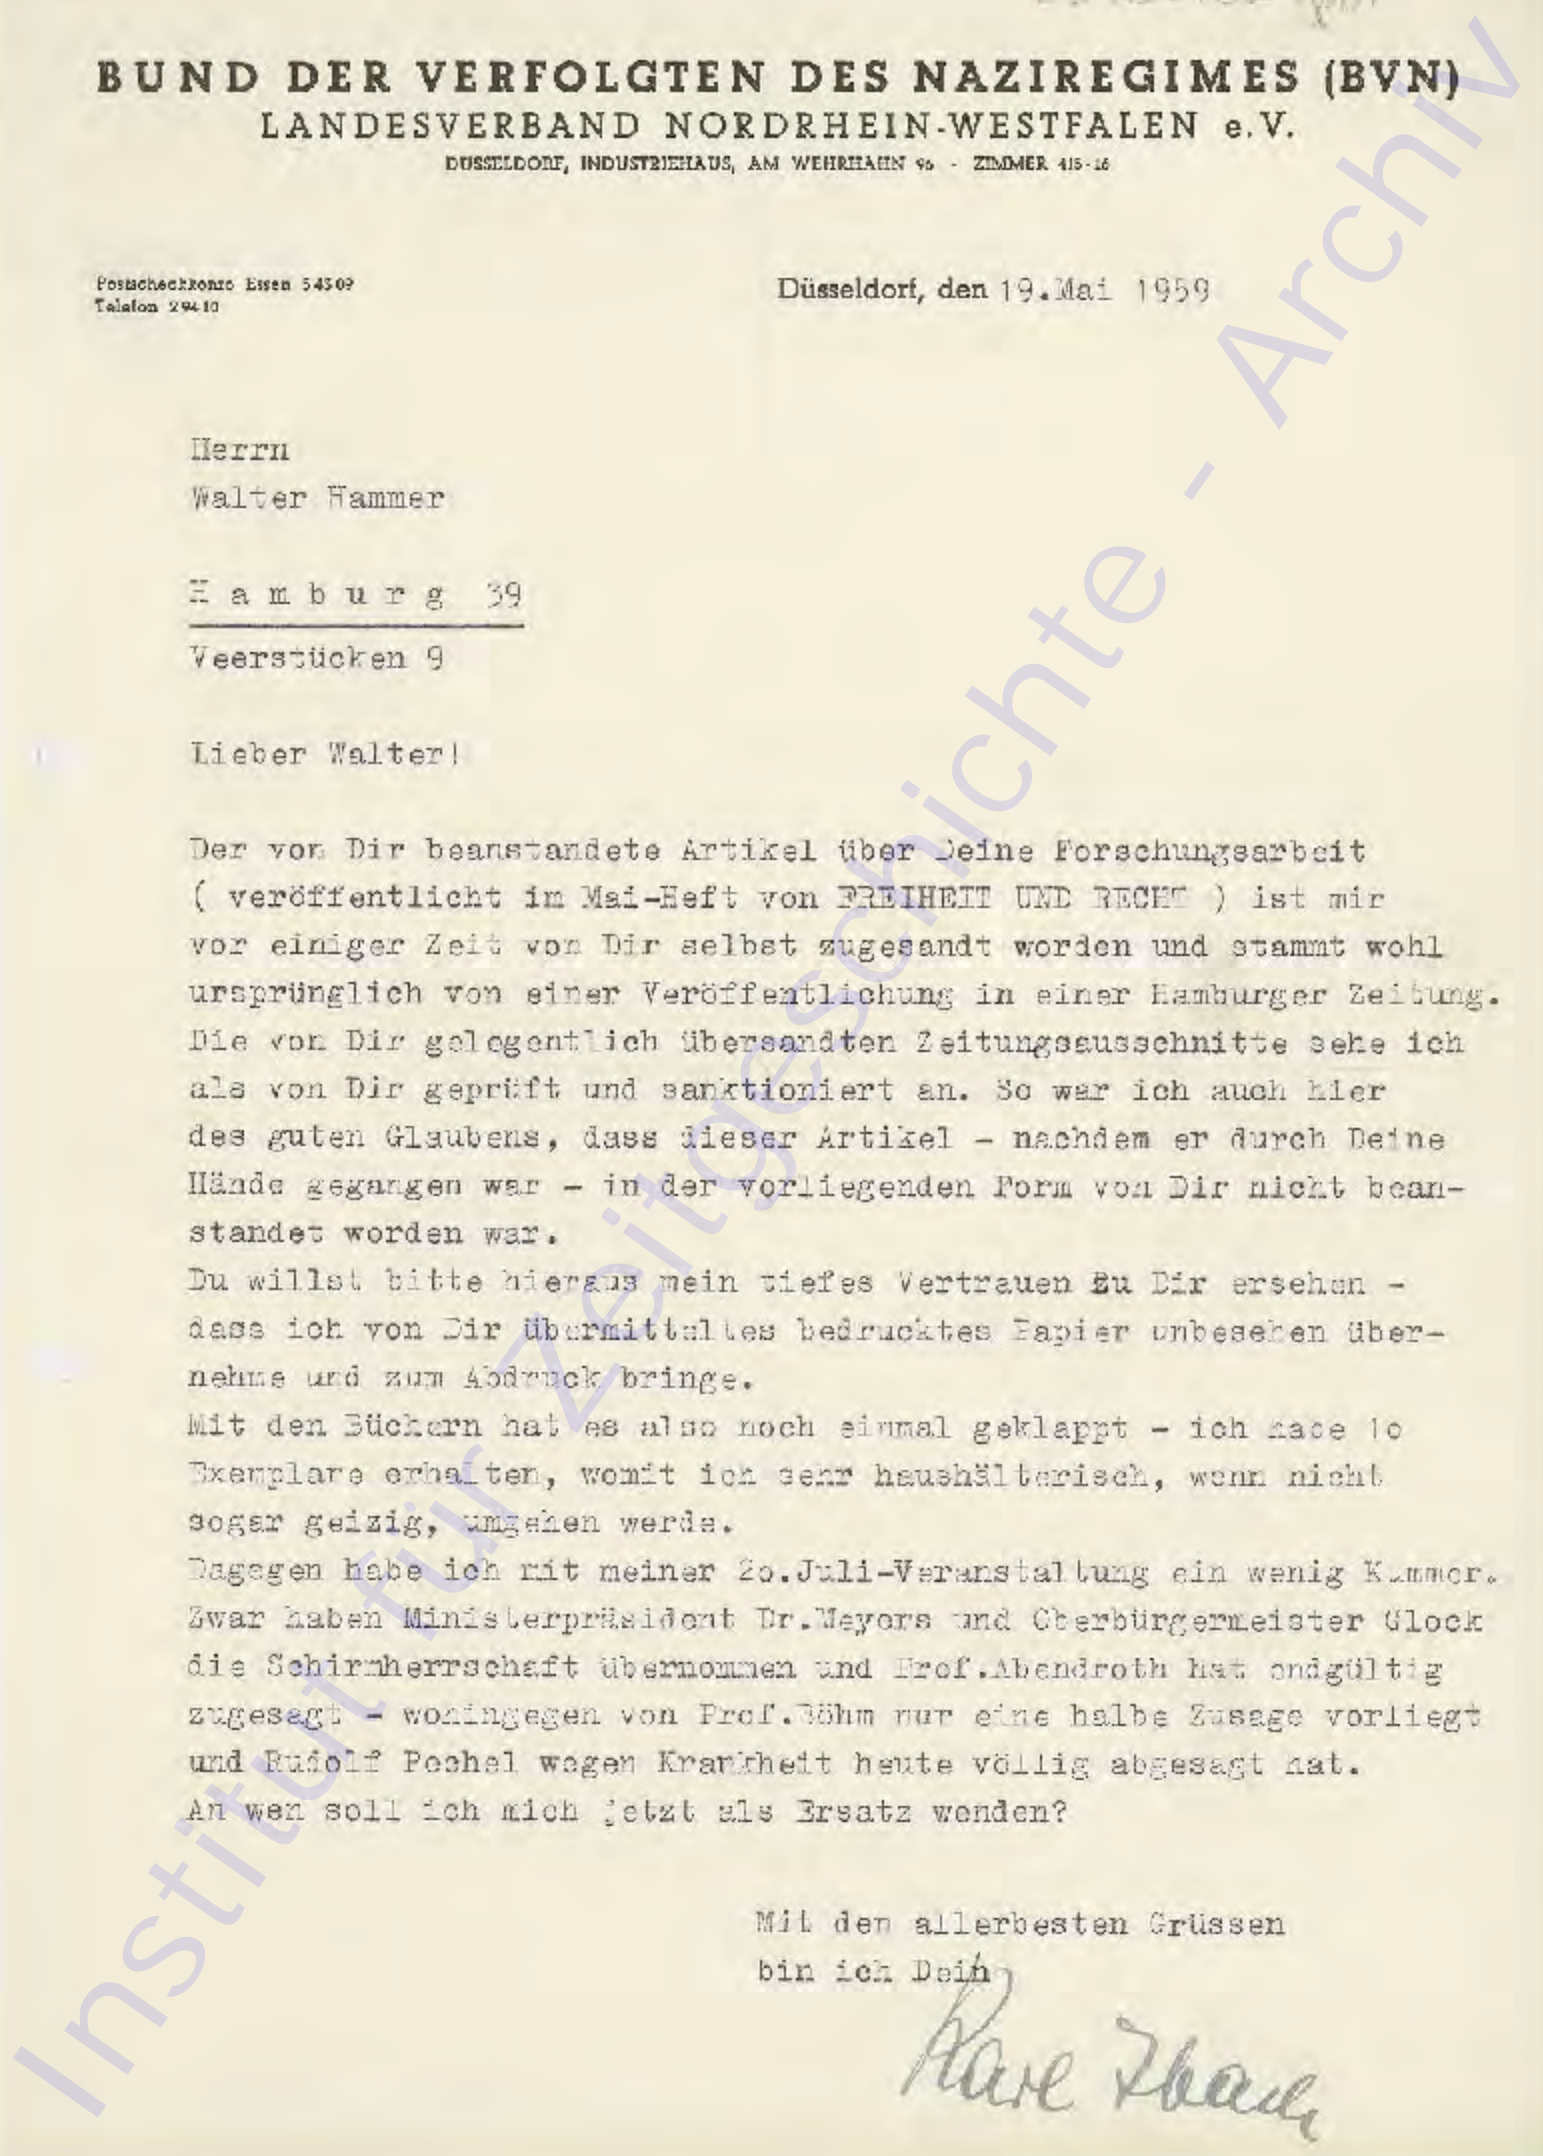 BUND DER VERFOLGTEN DES NAZIREGIMES (BVN)
LANDESVERBAND NORDRHEIN-WESTFALEN e.V.
DÜSSELDORF, INDUSTRIEHAUS, AM WEHRHAHN 96 - ZIMMER 415-16
Postscheckkonto Essen 54309
Telefon 29410
Düsseldorf, den 19.Mai 1959
Herrn
Walter Hammer
H a m b u r g 39
Veerstücken 9
Lieber Walter!
Der von Dir beanstandete Artikel über Deine Forschungsarbeit
( veröffentlicht im Mai-Heft von FREIHEIT UND RECHT ) ist mir
vor einiger Zeit von Dir selbst zugesandt worden und stammt wohl
ursprünglich von einer Veröffentlichung in einer Hamburger Zeitung.
Die von Dir gelegentlich übersandten Zeitungsausschnitte sehe ich
als von Dir geprüft und sanktioniert an. So war ich auch hier
des guten Glaubens, dass dieser Artikel - nachdem er durch Deine
Hände gegangen war - in der vorliegenden Form von Dir nicht bean-
standet worden war.
Du willst bitte hieraus mein tiefes Vertrauen zu Dir ersehen -
dass ich von Dir übermitteltes bedrucktes Papier unbesehen über-
nehme und zum Abdruck bringe.
Mit den Büchern hat es also noch einmal geklappt - ich habe 1o
Exemplare erhalten, womit ich sehr haushälterisch, wenn nicht
sogar geizig, umgehen werde.
Dagegen habe ich mit meiner 2o.Juli-Veranstaltung ein wenig Kummer.
Zwar haben Ministerpräsident Dr.Meyers und Oberbürgermeister Glock
die Schirmherrschaft übernommen und Prof.Abendroth hat endgültig
zugesagt - wohingegen von Prof.Böhm nur eine halbe Zusage vorliegt
und Rudolf Pechel wegen Krankheit heute völlig abgesagt hat.
An wen soll ich mich jetzt als Ersatz wenden?
Mit den allerbesten Grüssen
bin ich Dein
Karl Ibach
Institut für Zeitgeschichte - Archiv